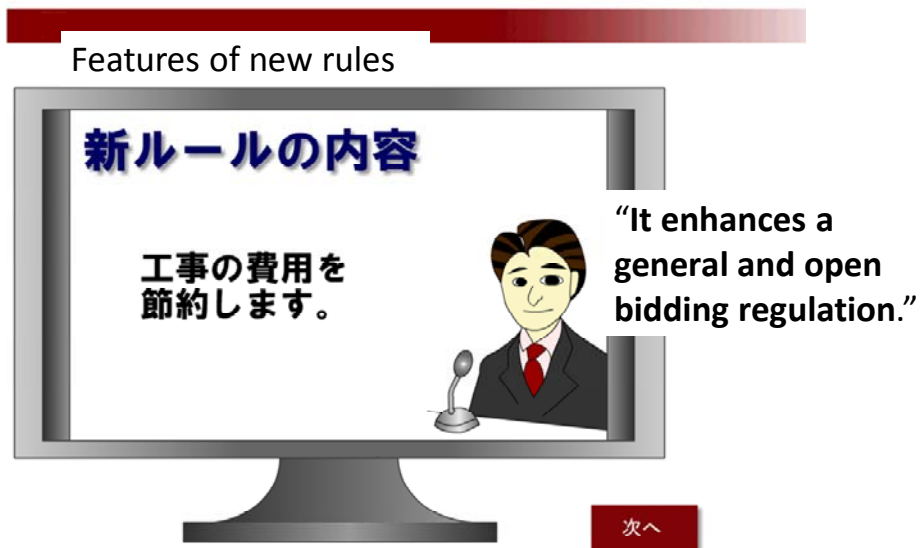 Features of new rules
新ルールの内容
工事の費用を
節約します。
“It enhances a
general and open
bidding regulation.”
次へ